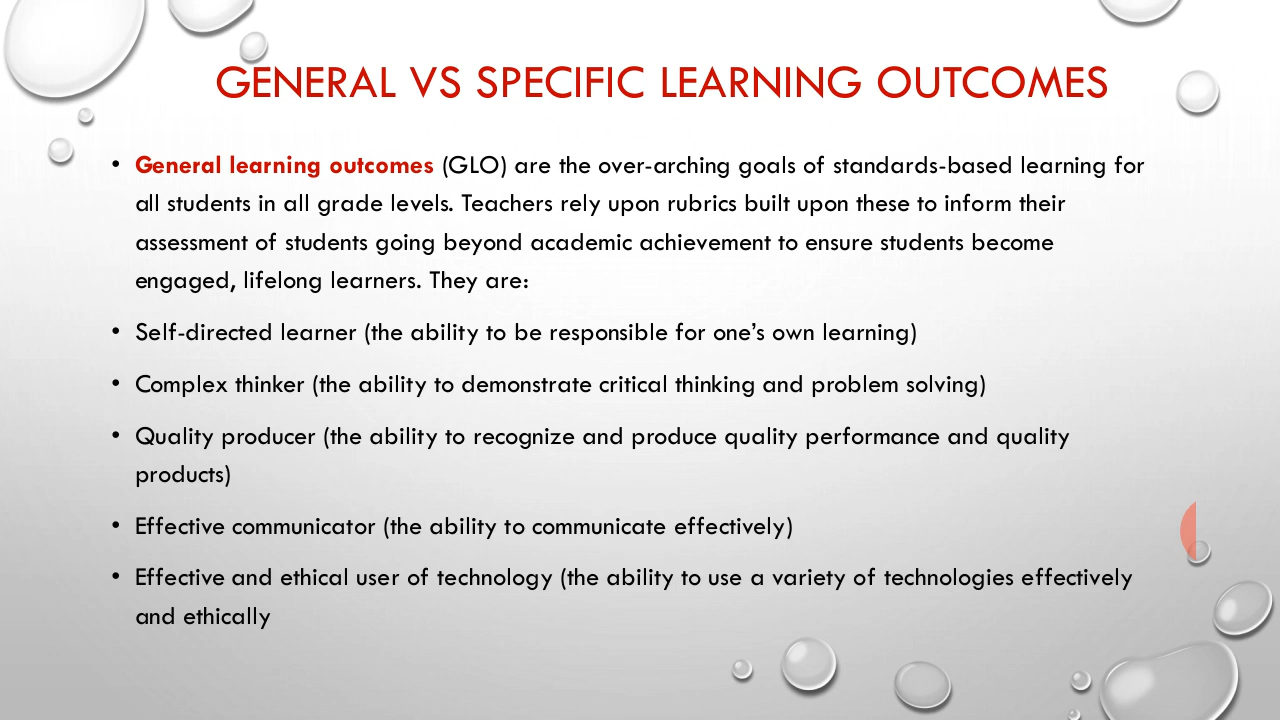 GENERAL VS SPECIFIC LEARNING OUTCOMES
• General learning outcomes (GLO) are the over-arching goals of standards-based learning for
all students in all grade levels. Teachers rely upon rubrics built upon these to inform their
assessment of students going beyond academic achievement to ensure students become
engaged, lifelong learners. They are:
• Self-directed learner (the ability to be responsible for one’s own learning)
• Complex thinker (the ability to demonstrate critical thinking and problem solving)
• Quality producer (the ability to recognize and produce quality performance and quality
products)
• Effective communicator (the ability to communicate effectively)
• Effective and ethical user of technology (the ability to use a variety of technologies effectively
and ethically